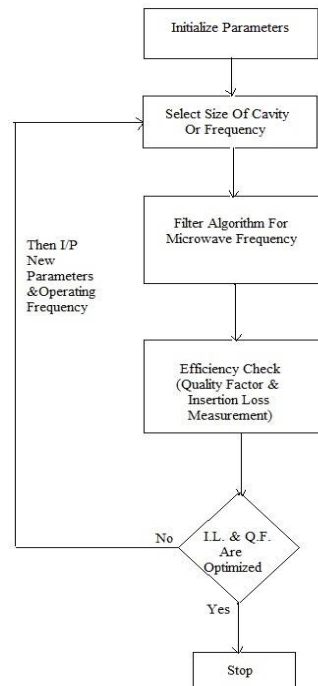 Initialize Parameters
Select Size Of Cavity
Or Frequency
Filter Algorithm For
Microwave Frequency
Then I/P
New
Parameters
&Operating
Frequency
Efficiency Check
(Quality Factor &
Insertion Loss
Measurement)
No
I.L. & Q.F.
Are
Optimized
Yes
Stop